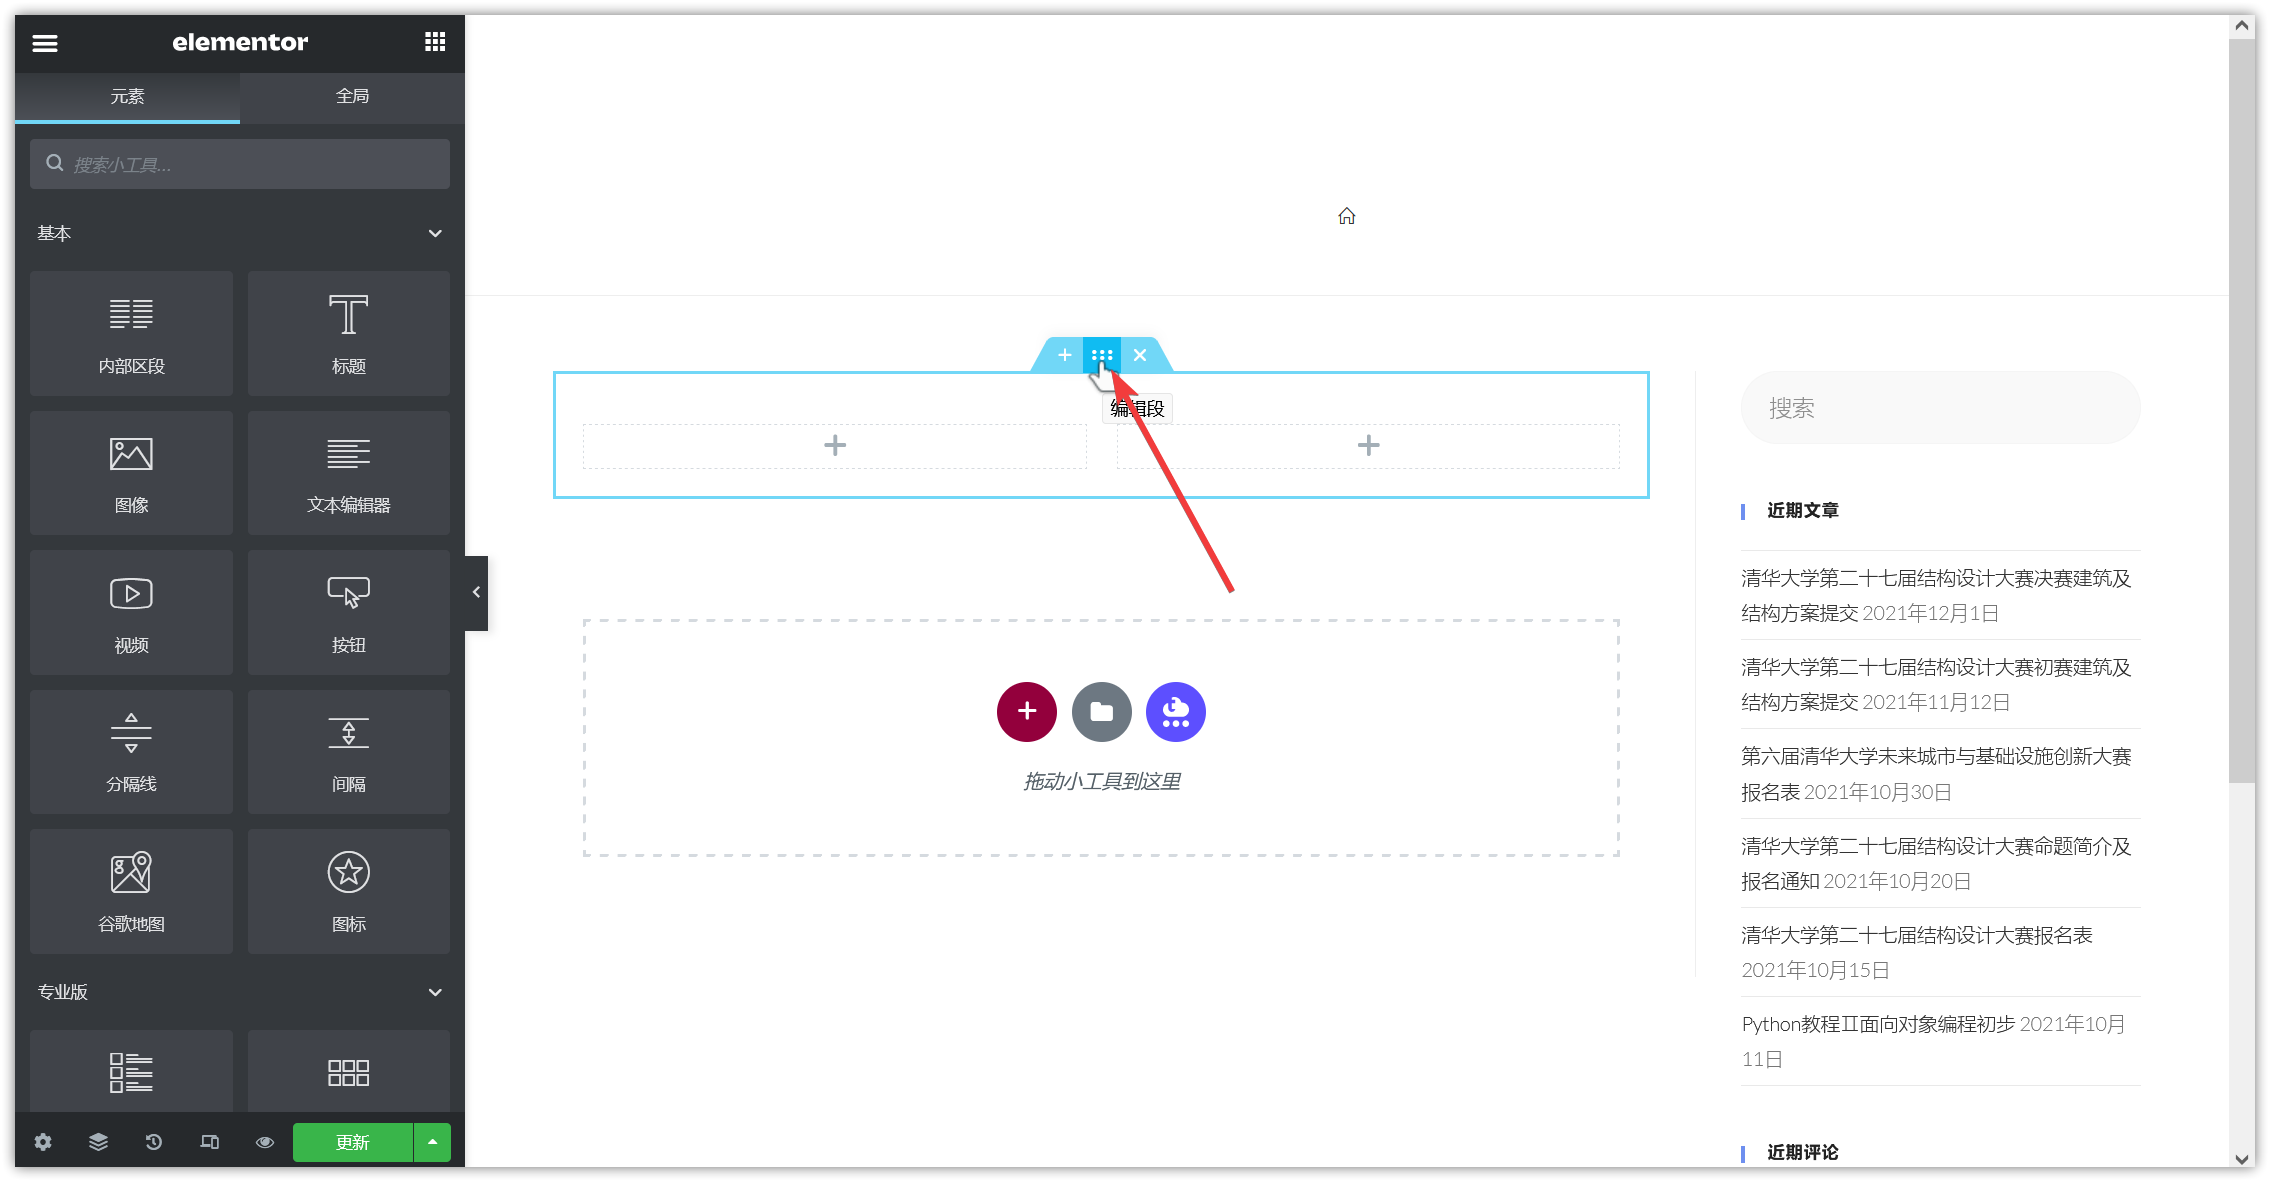 elementor
元素
全局
搜索小工具...
基本
内部区段
标题
图像
文本编辑器
视频
按钮
分隔线
间隔
谷歌地图
图标
专业版
更新
编辑段
拖动小工具到这里
搜索
近期文章
清华大学第二十七届结构设计大赛决赛建筑及
结构方案提交 2021年12月1日
清华大学第二十七届结构设计大赛初赛建筑及
结构方案提交 2021年11月12日
第六届清华大学未来城市与基础设施创新大赛
报名表 2021年10月30日
清华大学第二十七届结构设计大赛命题简介及
报名通知 2021年10月20日
清华大学第二十七届结构设计大赛报名表
2021年10月15日
Python教程Ⅱ面向对象编程初步 2021年10月
11日
近期评论